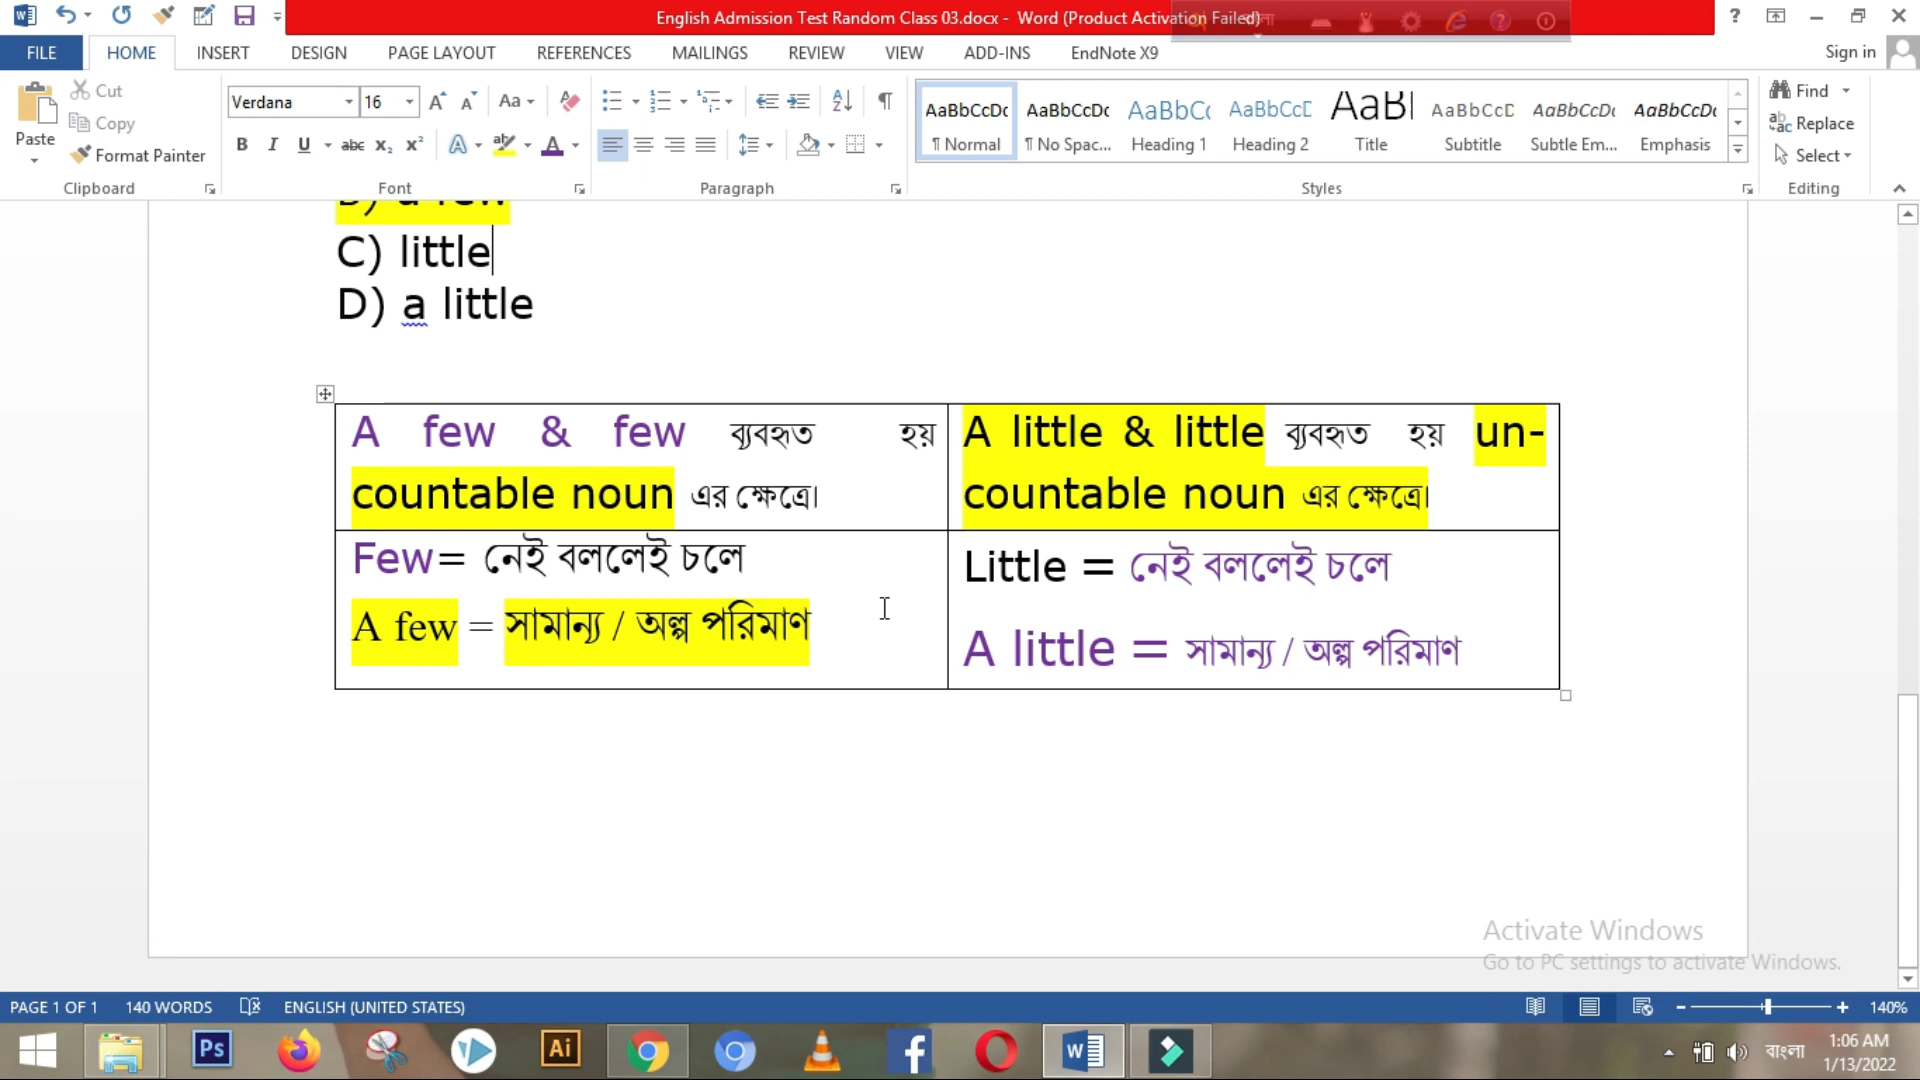 English Admission Test Random Class 03.docx - Word (Product Activation Failed)
FILE HOME INSERT DESIGN PAGE LAYOUT REFERENCES MAILINGS REVIEW VIEW ADD-INS EndNote X9 Sign in
Paste Cut Copy Format Painter
Clipboard
Verdana 16
Font
Paragraph
AaBbCcDc AaBbCcDc AaBbCc AaBbCcD AaBl AaBbCcD AaBbCcDc AaBbCcDc
¶ Normal ¶ No Spac... Heading 1 Heading 2 Title Subtitle Subtle Em... Emphasis
Styles
Find
Replace
Select
Editing
B) a few
C) little
D) a little
A few & few ব্যবহৃত হয়
countable noun এর ক্ষেত্রে।
A little & little ব্যবহৃত হয় un-
countable noun এর ক্ষেত্রে।
Few= নেই বললেই চলে
A few = সামান্য / অল্প পরিমাণ
Little = নেই বললেই চলে
A little = সামান্য / অল্প পরিমাণ
Activate Windows
Go to PC settings to activate Windows.
PAGE 1 OF 1 140 WORDS ENGLISH (UNITED STATES) 140%
Ps Ai বাংলা
1:06 AM
1/13/2022